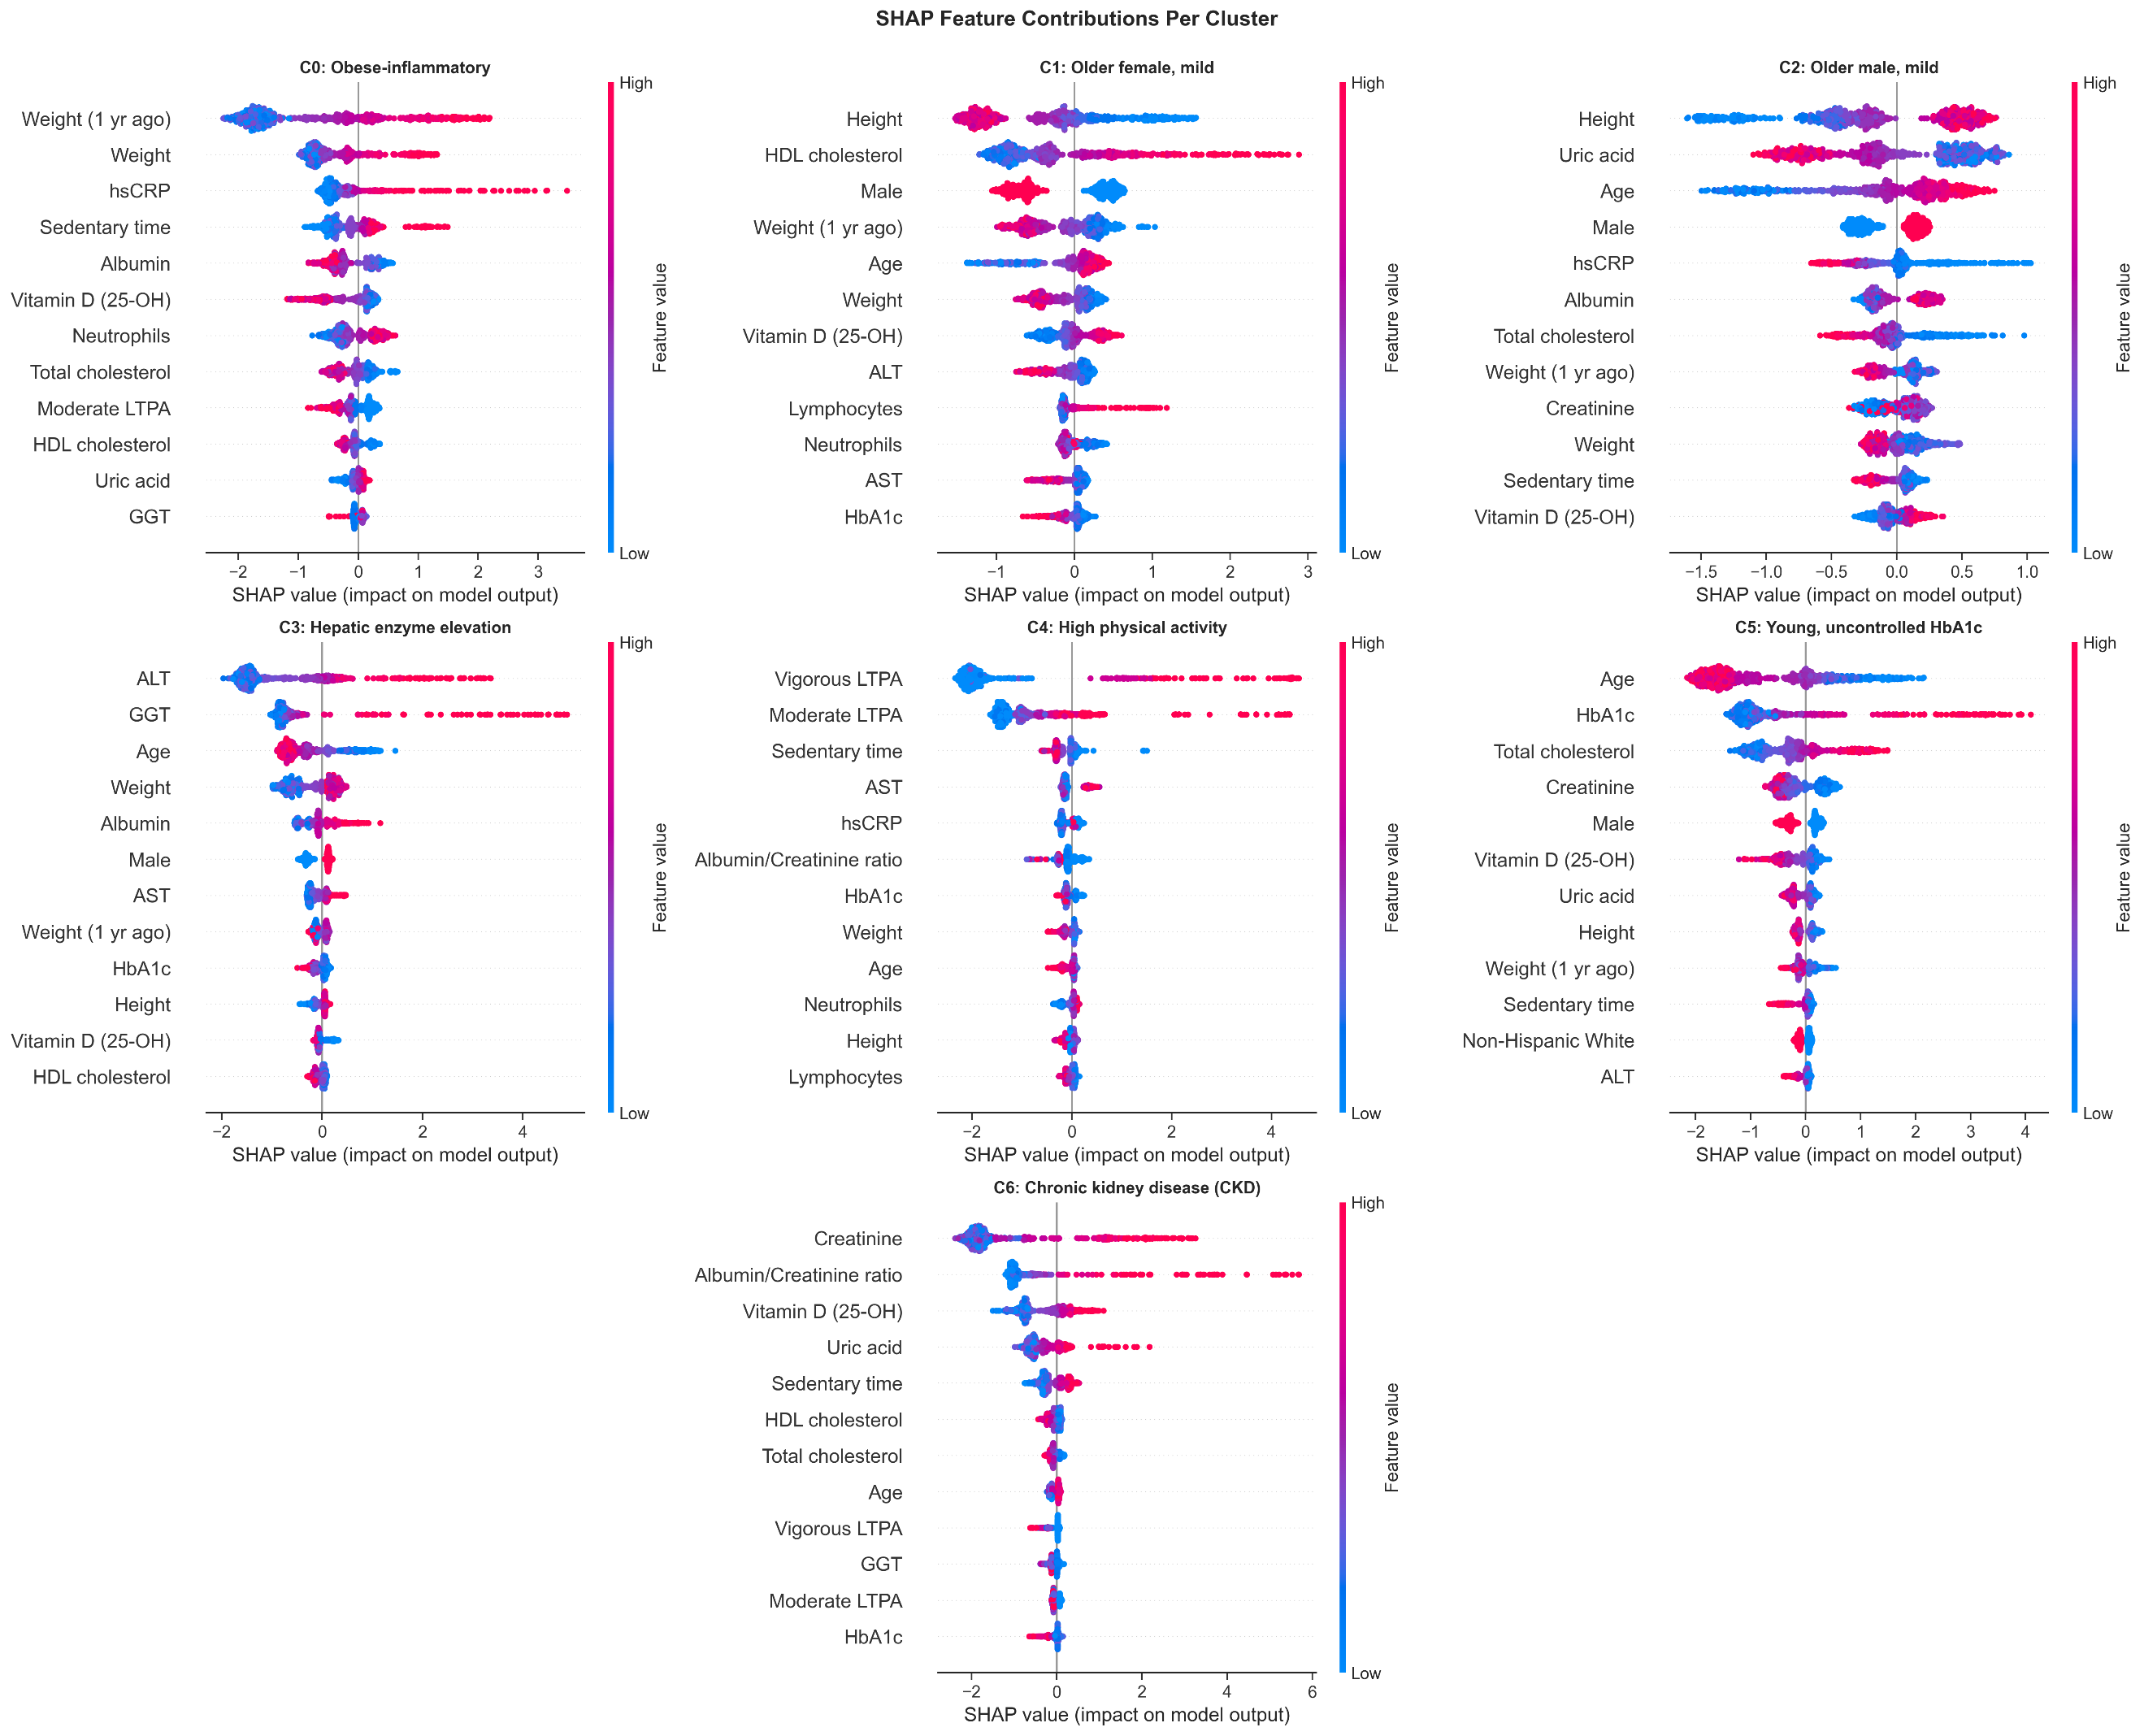 SHAP Feature Contributions Per Cluster
C0: Obese-inflammatory
High
Weight (1 yr ago)
Weight
hsCRP
Sedentary time
Albumin
Vitamin D (25-OH)
Neutrophils
Total cholesterol
Moderate LTPA
HDL cholesterol
Uric acid
GGT
Feature value
Low
−2 −1 0 1 2 3
SHAP value (impact on model output)
C1: Older female, mild
High
Height
HDL cholesterol
Male
Weight (1 yr ago)
Age
Weight
Vitamin D (25-OH)
ALT
Lymphocytes
Neutrophils
AST
HbA1c
Feature value
Low
−1 0 1 2 3
SHAP value (impact on model output)
C2: Older male, mild
High
Height
Uric acid
Age
Male
hsCRP
Albumin
Total cholesterol
Weight (1 yr ago)
Creatinine
Weight
Sedentary time
Vitamin D (25-OH)
Feature value
Low
−1.5 −1.0 −0.5 0.0 0.5 1.0
SHAP value (impact on model output)
C3: Hepatic enzyme elevation
High
ALT
GGT
Age
Weight
Albumin
Male
AST
Weight (1 yr ago)
HbA1c
Height
Vitamin D (25-OH)
HDL cholesterol
Feature value
Low
−2 0 2 4
SHAP value (impact on model output)
C4: High physical activity
High
Vigorous LTPA
Moderate LTPA
Sedentary time
AST
hsCRP
Albumin/Creatinine ratio
HbA1c
Weight
Age
Neutrophils
Height
Lymphocytes
Feature value
Low
−2 0 2 4
SHAP value (impact on model output)
C5: Young, uncontrolled HbA1c
High
Age
HbA1c
Total cholesterol
Creatinine
Male
Vitamin D (25-OH)
Uric acid
Height
Weight (1 yr ago)
Sedentary time
Non-Hispanic White
ALT
Feature value
Low
−2 −1 0 1 2 3 4
SHAP value (impact on model output)
C6: Chronic kidney disease (CKD)
High
Creatinine
Albumin/Creatinine ratio
Vitamin D (25-OH)
Uric acid
Sedentary time
HDL cholesterol
Total cholesterol
Age
Vigorous LTPA
GGT
Moderate LTPA
HbA1c
Feature value
Low
−2 0 2 4 6
SHAP value (impact on model output)